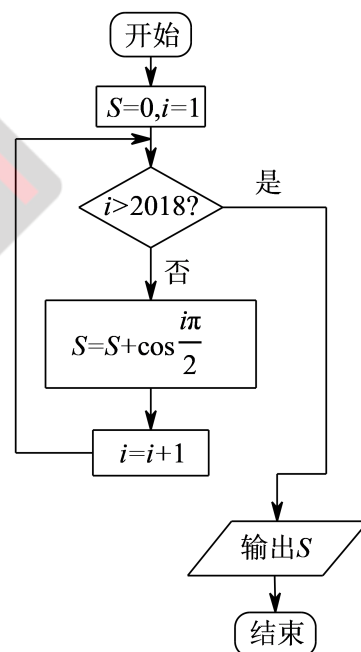 开始
S=0,i=1
i>2018?
是
否
S=S+cos iπ/2
i=i+1
输出S
结束